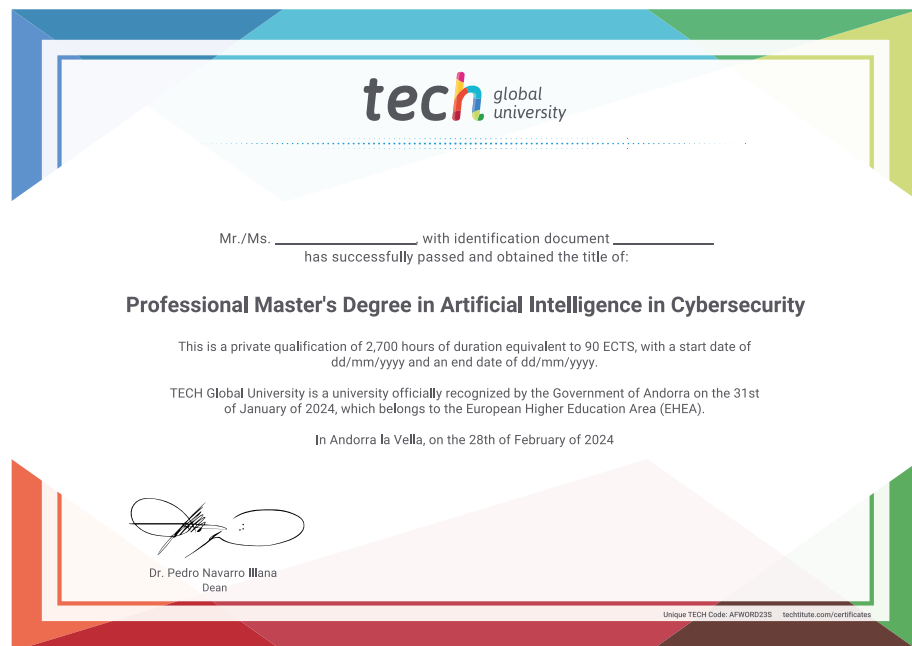 tech global university
Mr./Ms. ________________, with identification document ____________
has successfully passed and obtained the title of:
Professional Master's Degree in Artificial Intelligence in Cybersecurity
This is a private qualification of 2,700 hours of duration equivalent to 90 ECTS, with a start date of
dd/mm/yyyy and an end date of dd/mm/yyyy.
TECH Global University is a university officially recognized by the Government of Andorra on the 31st
of January of 2024, which belongs to the European Higher Education Area (EHEA).
In Andorra la Vella, on the 28th of February of 2024
Dr. Pedro Navarro Illana
Dean
Unique TECH Code: AFWORD23S techtitute.com/certificates